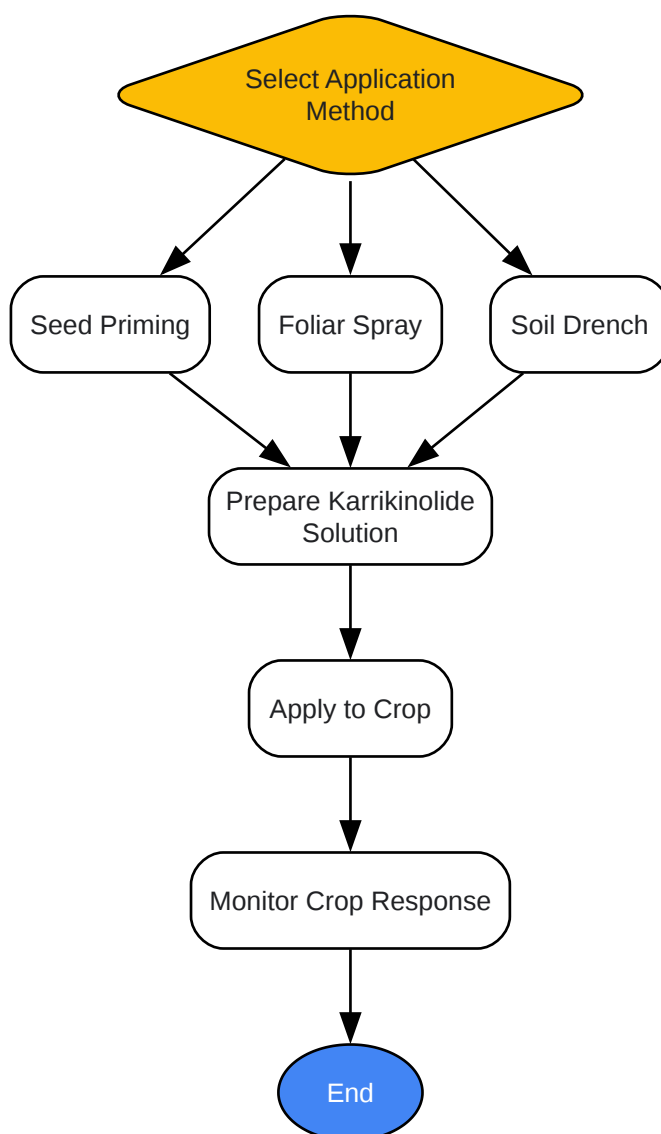 Select Application
Method
Seed Priming
Foliar Spray
Soil Drench
Prepare Karrikinolide
Solution
Apply to Crop
Monitor Crop Response
End